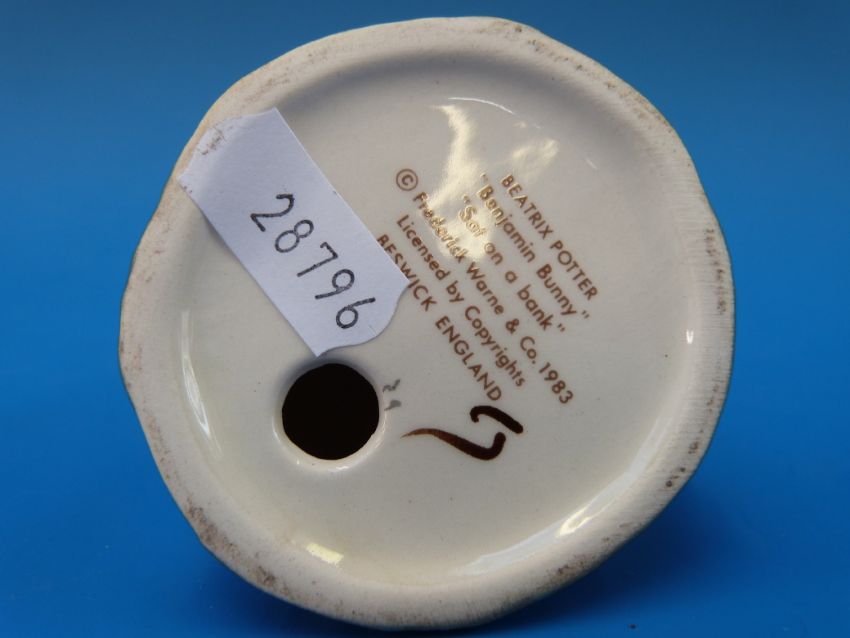 28796
BEATRIX POTTER
"Benjamin Bunny"
"Sat on a bank"
© Frederick Warne & Co. 1983
Licensed by Copyrights
BESWICK ENGLAND